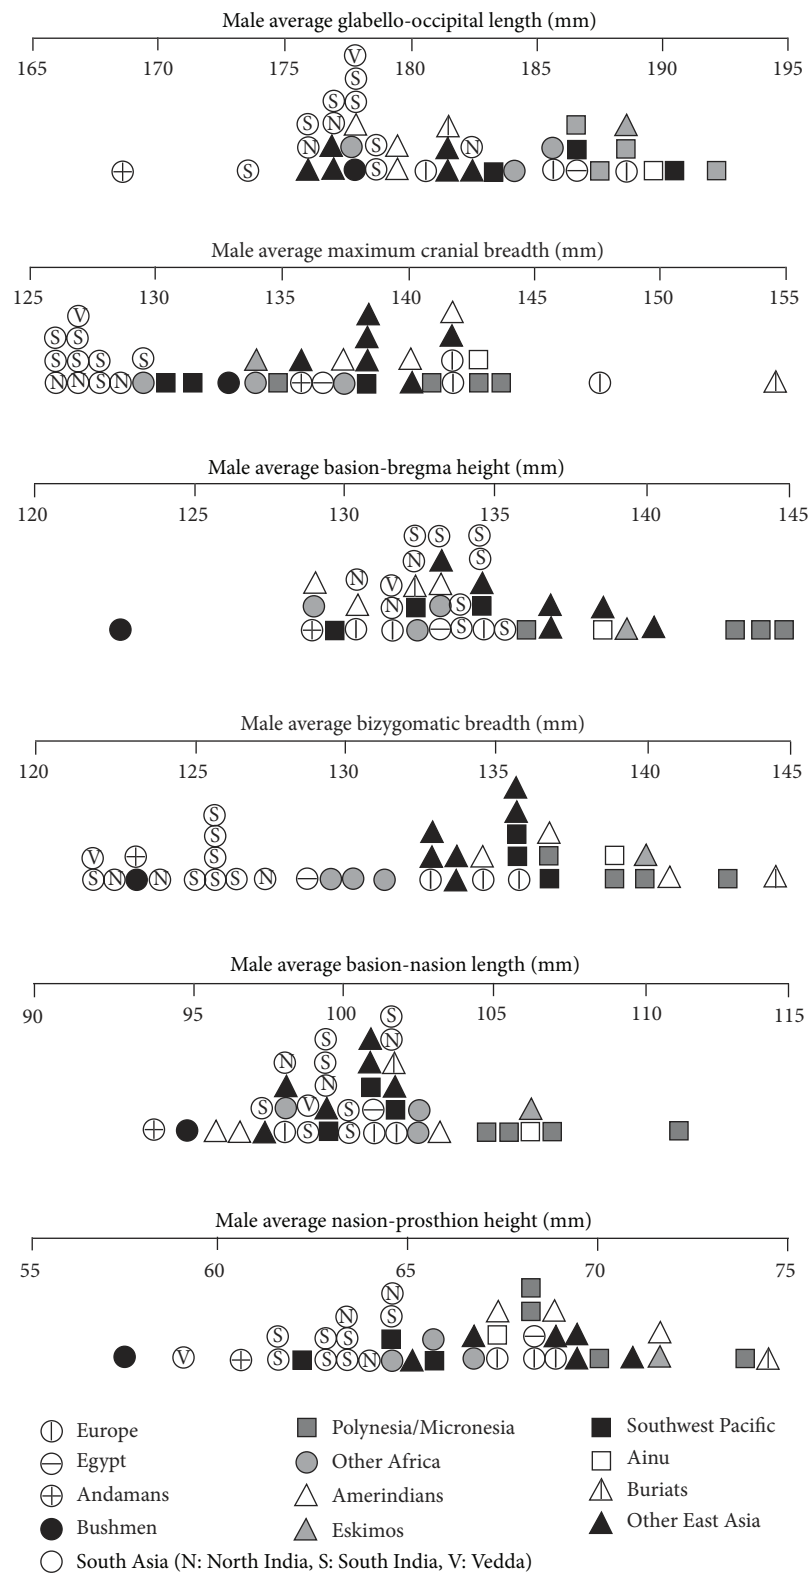 Male average glabello-occipital length (mm)
165 170 175 180 185 190 195
V
S
S S
S N
N S N
S S
Male average maximum cranial breadth (mm)
125 130 135 140 145 150 155
V
S S
S S S S
N N S N
Male average basion-bregma height (mm)
120 125 130 135 140 145
S S S
N S
N
V
N S
S S
Male average bizygomatic breadth (mm)
120 125 130 135 140 145
S
S
V S
S N N S S S N
Male average basion-nasion length (mm)
90 95 100 105 110 115
S
S N
N S
N
S V S
S S
Male average nasion-prosthion height (mm)
55 60 65 70 75
N
N S
S S S
V S S S N
Europe Polynesia/Micronesia Southwest Pacific
Egypt Other Africa Ainu
Andamans Amerindians Buriats
Bushmen Eskimos Other East Asia
South Asia (N: North India, S: South India, V: Vedda)